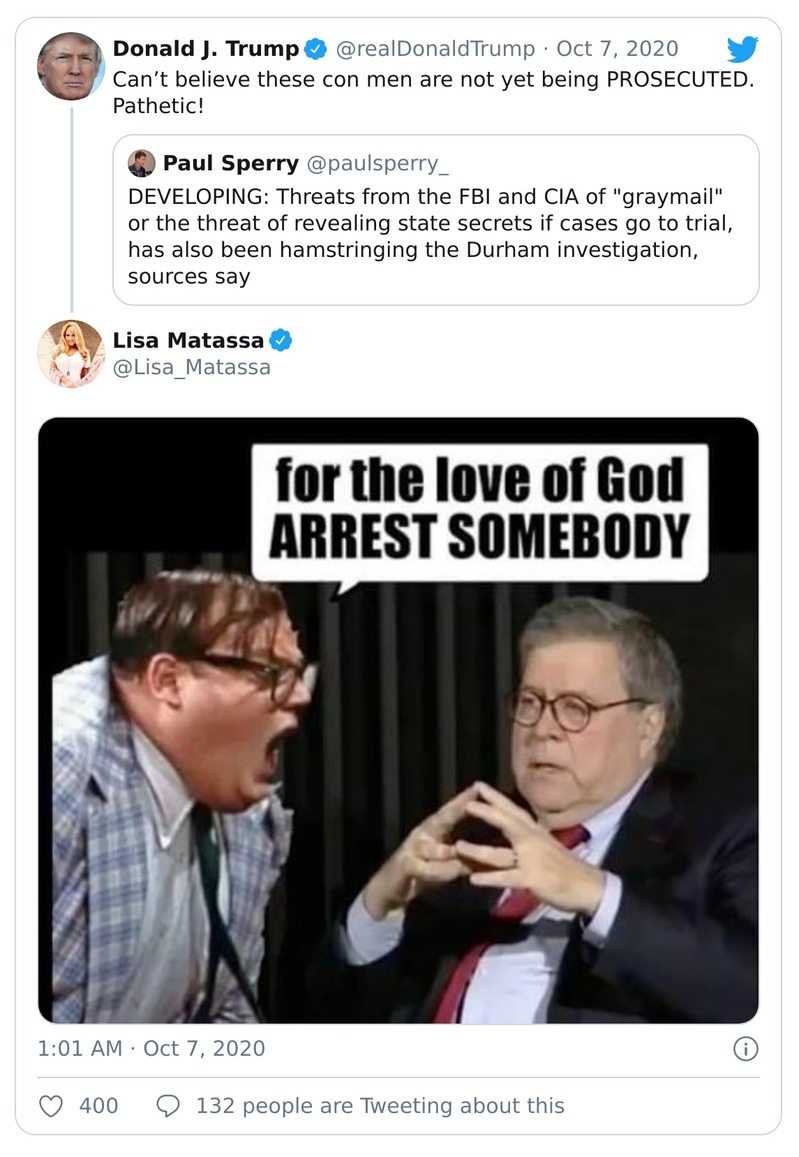 Donald J. Trump @realDonaldTrump · Oct 7, 2020
Can’t believe these con men are not yet being PROSECUTED.
Pathetic!
Paul Sperry @paulsperry_
DEVELOPING: Threats from the FBI and CIA of "graymail"
or the threat of revealing state secrets if cases go to trial,
has also been hamstringing the Durham investigation,
sources say
Lisa Matassa
@Lisa_Matassa
for the love of God
ARREST SOMEBODY
1:01 AM · Oct 7, 2020
400 132 people are Tweeting about this